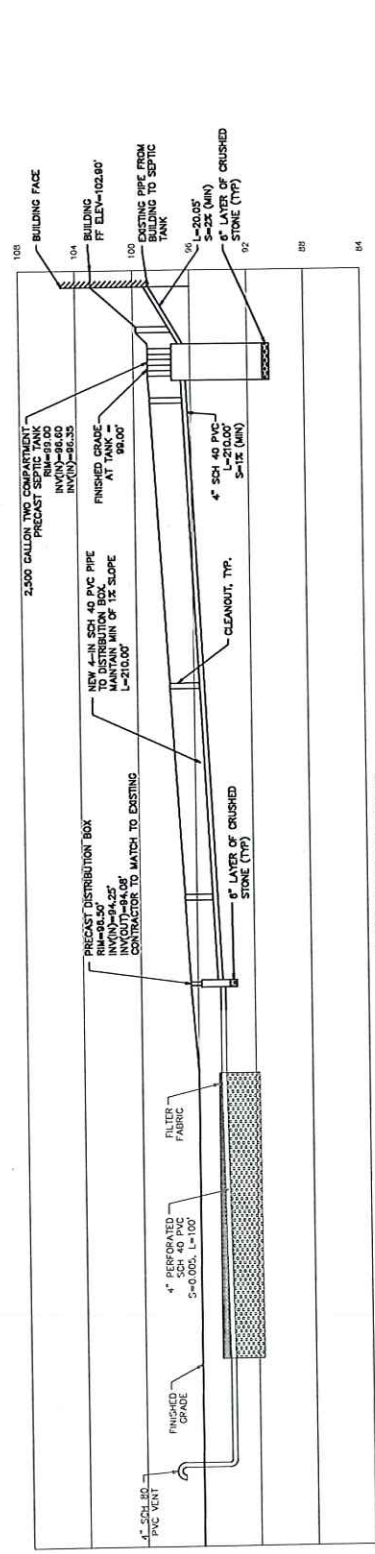 108
104
100
96
92
88
84
BUILDING FACE
BUILDING
FF ELEV=102.90'
EXISTING PIPE FROM
BUILDING TO SEPTIC
TANK
L=20.05'
S=2% (MIN)
6" LAYER OF CRUSHED
STONE (TYP)
2,500 GALLON TWO COMPARTMENT
PRECAST SEPTIC TANK
RIM=99.00
INV(IN)=96.60
INV(IN)=96.35
FINISHED GRADE
AT TANK =
99.00'
4" SCH 40 PVC
L=210.00'
S=1% (MIN)
NEW 4-IN SCH 40 PVC PIPE
TO DISTRIBUTION BOX.
MAINTAIN MIN OF 1% SLOPE
L=210.00'
CLEANOUT, TYP.
PRECAST DISTRIBUTION BOX
RIM=96.50'
INV(IN)=94.25'
INV(OUT)=94.08'
CONTRACTOR TO MATCH TO EXISTING
6" LAYER OF CRUSHED
STONE (TYP)
FILTER
FABRIC
4" PERFORATED
SCH 40 PVC
S=0.005, L=100'
FINISHED
GRADE
4" SCH 80
PVC VENT